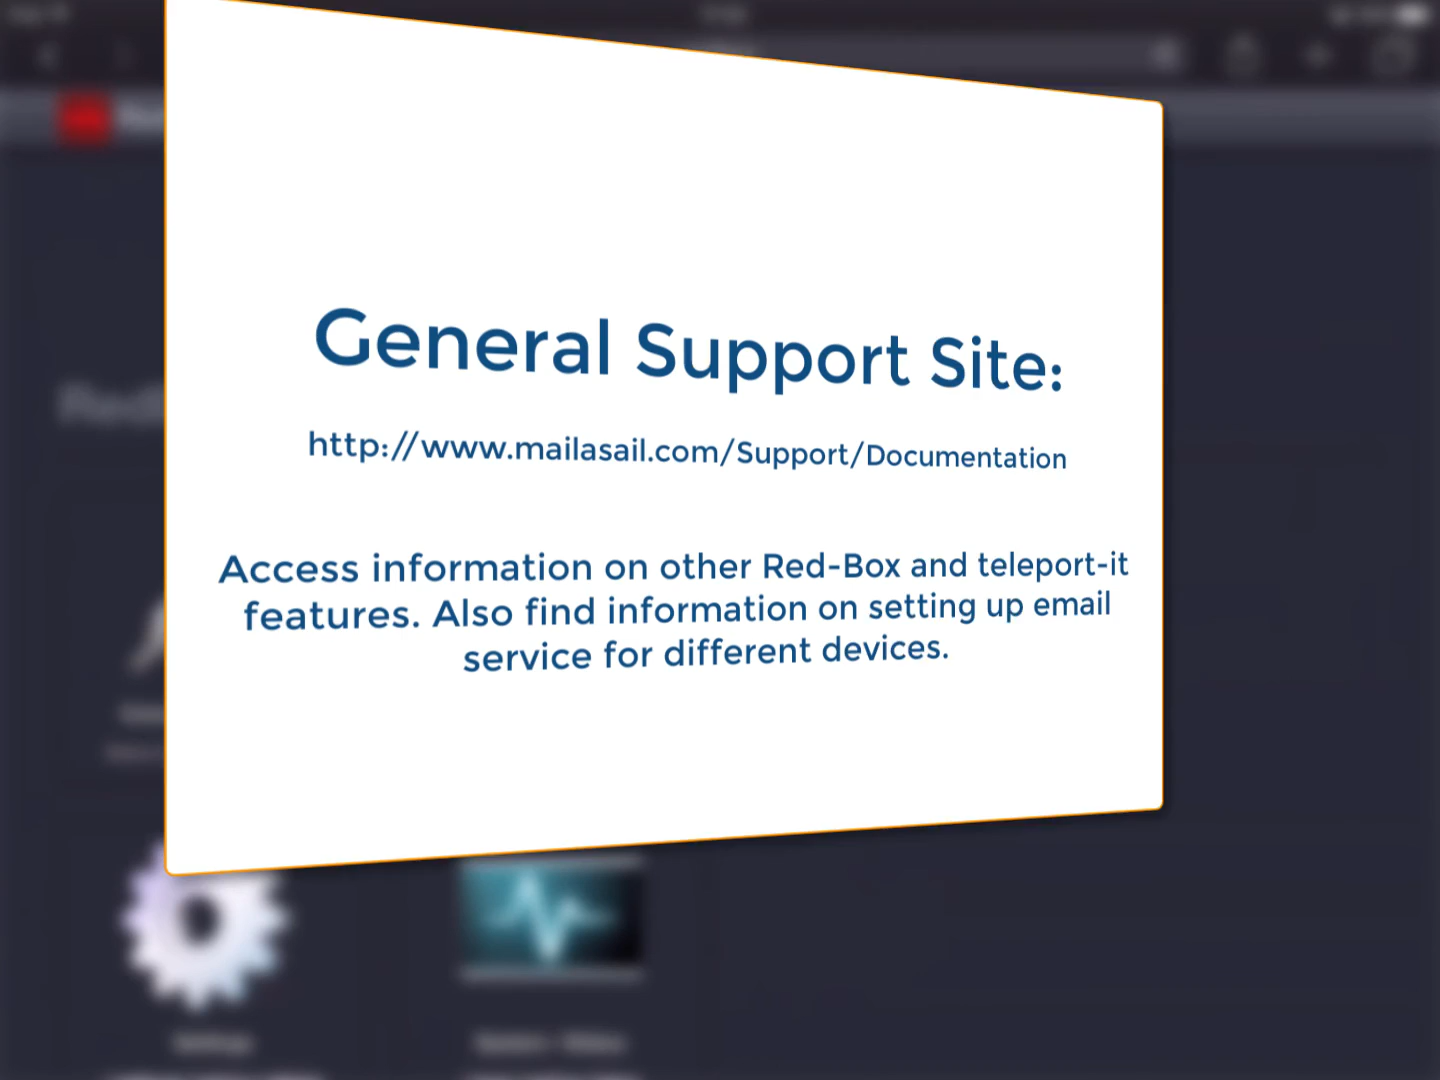 General Support Site:
http://www.mailasail.com/Support/Documentation
Access information on other Red-Box and teleport-it
features. Also find information on setting up email
service for different devices.